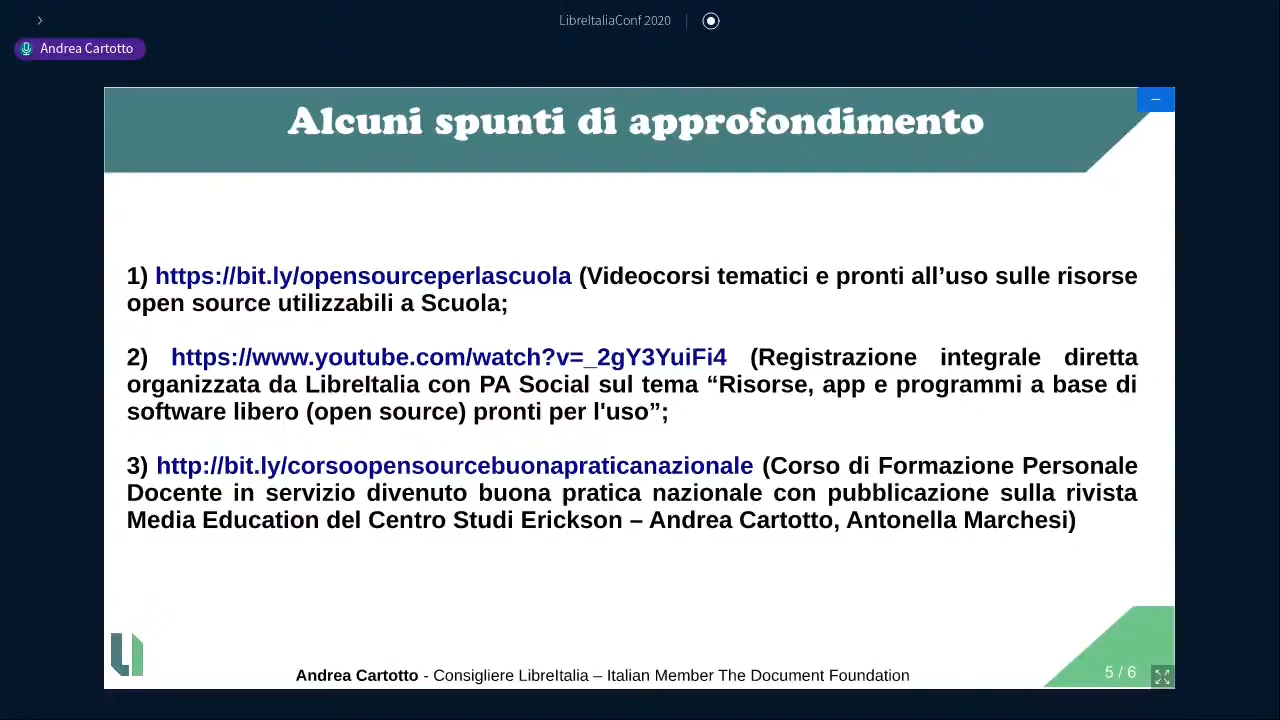 LibreItaliaConf 2020
Andrea Cartotto
Alcuni spunti di approfondimento
1) https://bit.ly/opensourceperlascuola (Videocorsi tematici e pronti all’uso sulle risorse
open source utilizzabili a Scuola;
2) https://www.youtube.com/watch?v=_2gY3YuiFi4 (Registrazione integrale diretta
organizzata da LibreItalia con PA Social sul tema “Risorse, app e programmi a base di
software libero (open source) pronti per l'uso”;
3) http://bit.ly/corsoopensourcebuonapraticanazionale (Corso di Formazione Personale
Docente in servizio divenuto buona pratica nazionale con pubblicazione sulla rivista
Media Education del Centro Studi Erickson – Andrea Cartotto, Antonella Marchesi)
Andrea Cartotto - Consigliere LibreItalia – Italian Member The Document Foundation
5 / 6